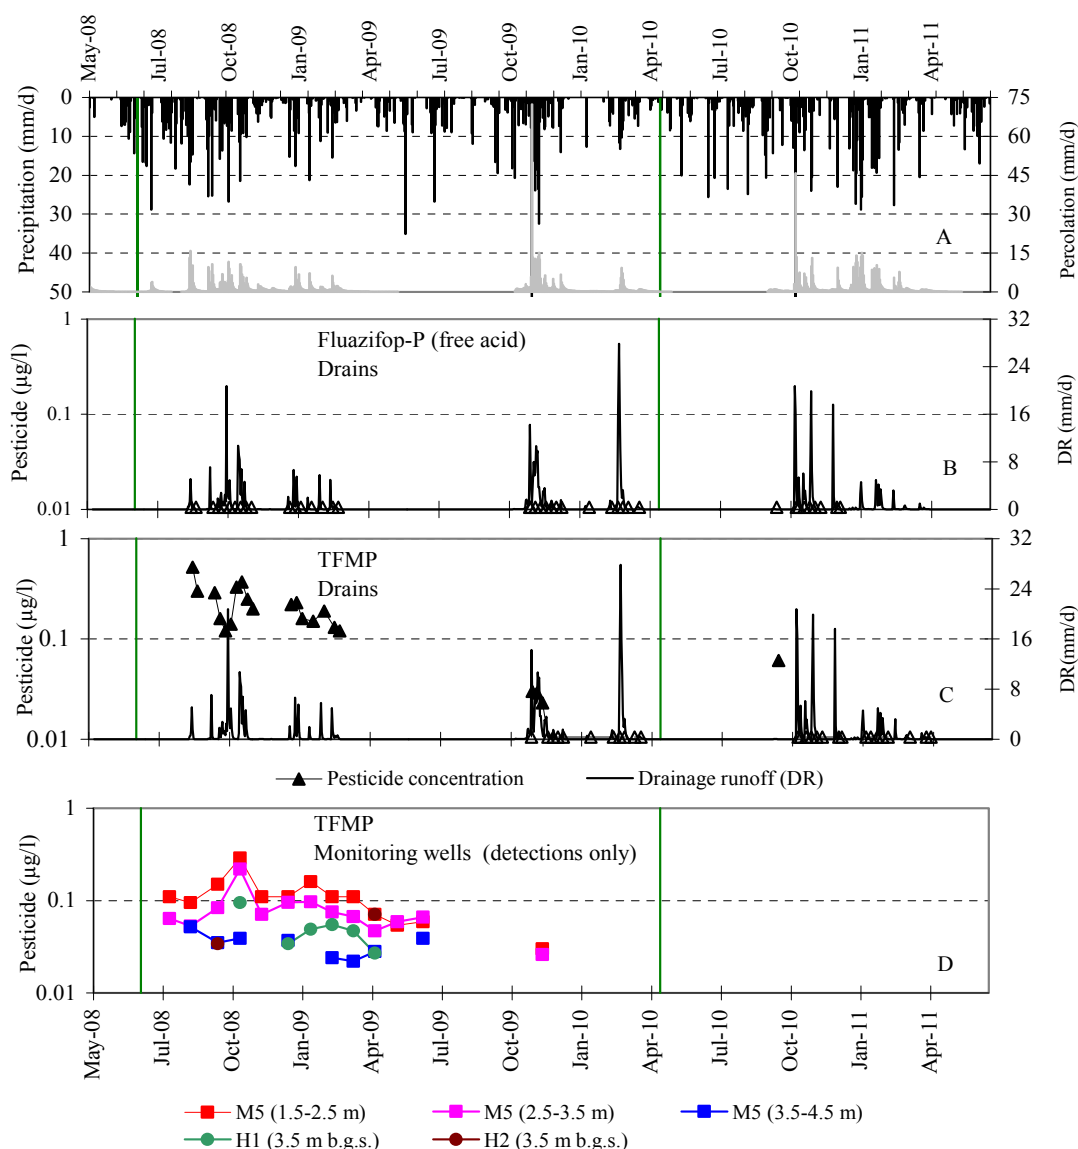 May-08 Jul-08 Oct-08 Jan-09 Apr-09 Jul-09 Oct-09 Jan-10 Apr-10 Jul-10 Oct-10 Jan-11 Apr-11
Precipitation (mm/d)
0
10
20
30
40
50
75
60
45
30
15
0
Percolation (mm/d)
A
Pesticide (µg/l)
1
0.1
0.01
Fluazifop-P (free acid)
Drains
32
24
16
8
0
DR (mm/d)
B
Pesticide (µg/l)
1
0.1
0.01
TFMP
Drains
32
24
16
8
0
DR(mm/d)
C
Pesticide concentration Drainage runoff (DR)
Pesticide (µg/l)
1
0.1
0.01
TFMP
Monitoring wells (detections only)
D
May-08 Jul-08 Oct-08 Jan-09 Apr-09 Jul-09 Oct-09 Jan-10 Apr-10 Jul-10 Oct-10 Jan-11 Apr-11
M5 (1.5-2.5 m) M5 (2.5-3.5 m) M5 (3.5-4.5 m)
H1 (3.5 m b.g.s.) H2 (3.5 m b.g.s.)